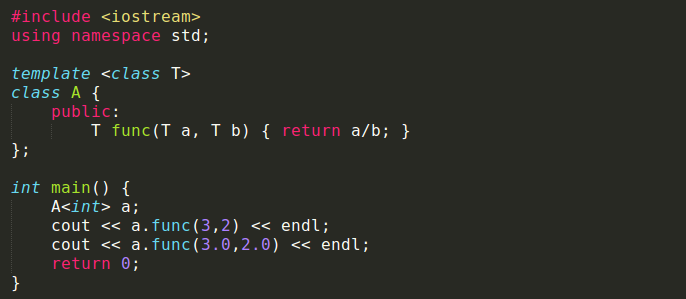 #include <iostream>
using namespace std;
template <class T>
class A {
public:
T func(T a, T b) { return a/b; }
};
int main() {
A<int> a;
cout << a.func(3,2) << endl;
cout << a.func(3.0,2.0) << endl;
return 0;
}